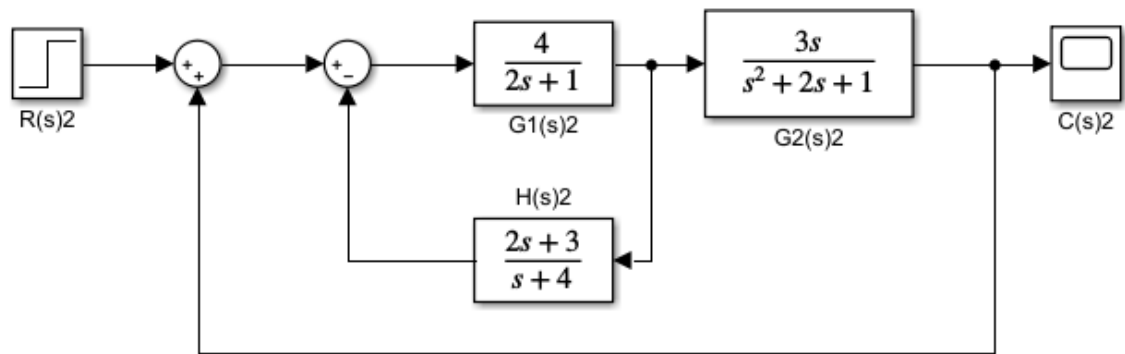 R(s)2
+
+
+
−
4
2s + 1
G1(s)2
3s
s² + 2s + 1
G2(s)2
C(s)2
H(s)2
2s + 3
s + 4